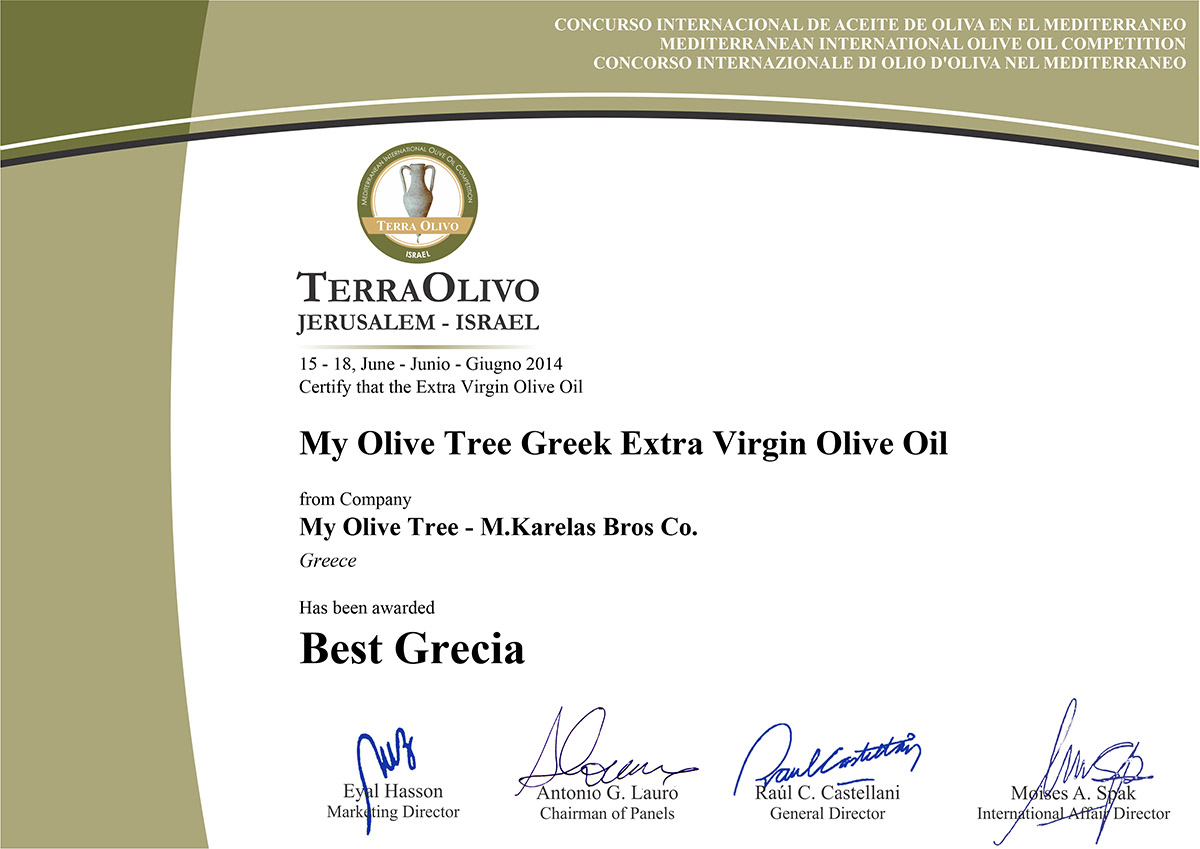 CONCURSO INTERNACIONAL DE ACEITE DE OLIVA EN EL MEDITERRANEO
MEDITERRANEAN INTERNATIONAL OLIVE OIL COMPETITION
CONCORSO INTERNAZIONALE DI OLIO D'OLIVA NEL MEDITERRANEO
MEDITERRANEAN INTERNATIONAL OLIVE OIL COMPETITION
TERRA OLIVO
ISRAEL
TERRAOLIVO
JERUSALEM - ISRAEL
15 - 18, June - Junio - Giugno 2014
Certify that the Extra Virgin Olive Oil
My Olive Tree Greek Extra Virgin Olive Oil
from Company
My Olive Tree - M.Karelas Bros Co.
Greece
Has been awarded
Best Grecia
Eyal Hasson
Marketing Director
Antonio G. Lauro
Chairman of Panels
Raúl C. Castellani
General Director
Moises A. Spak
International Affair Director